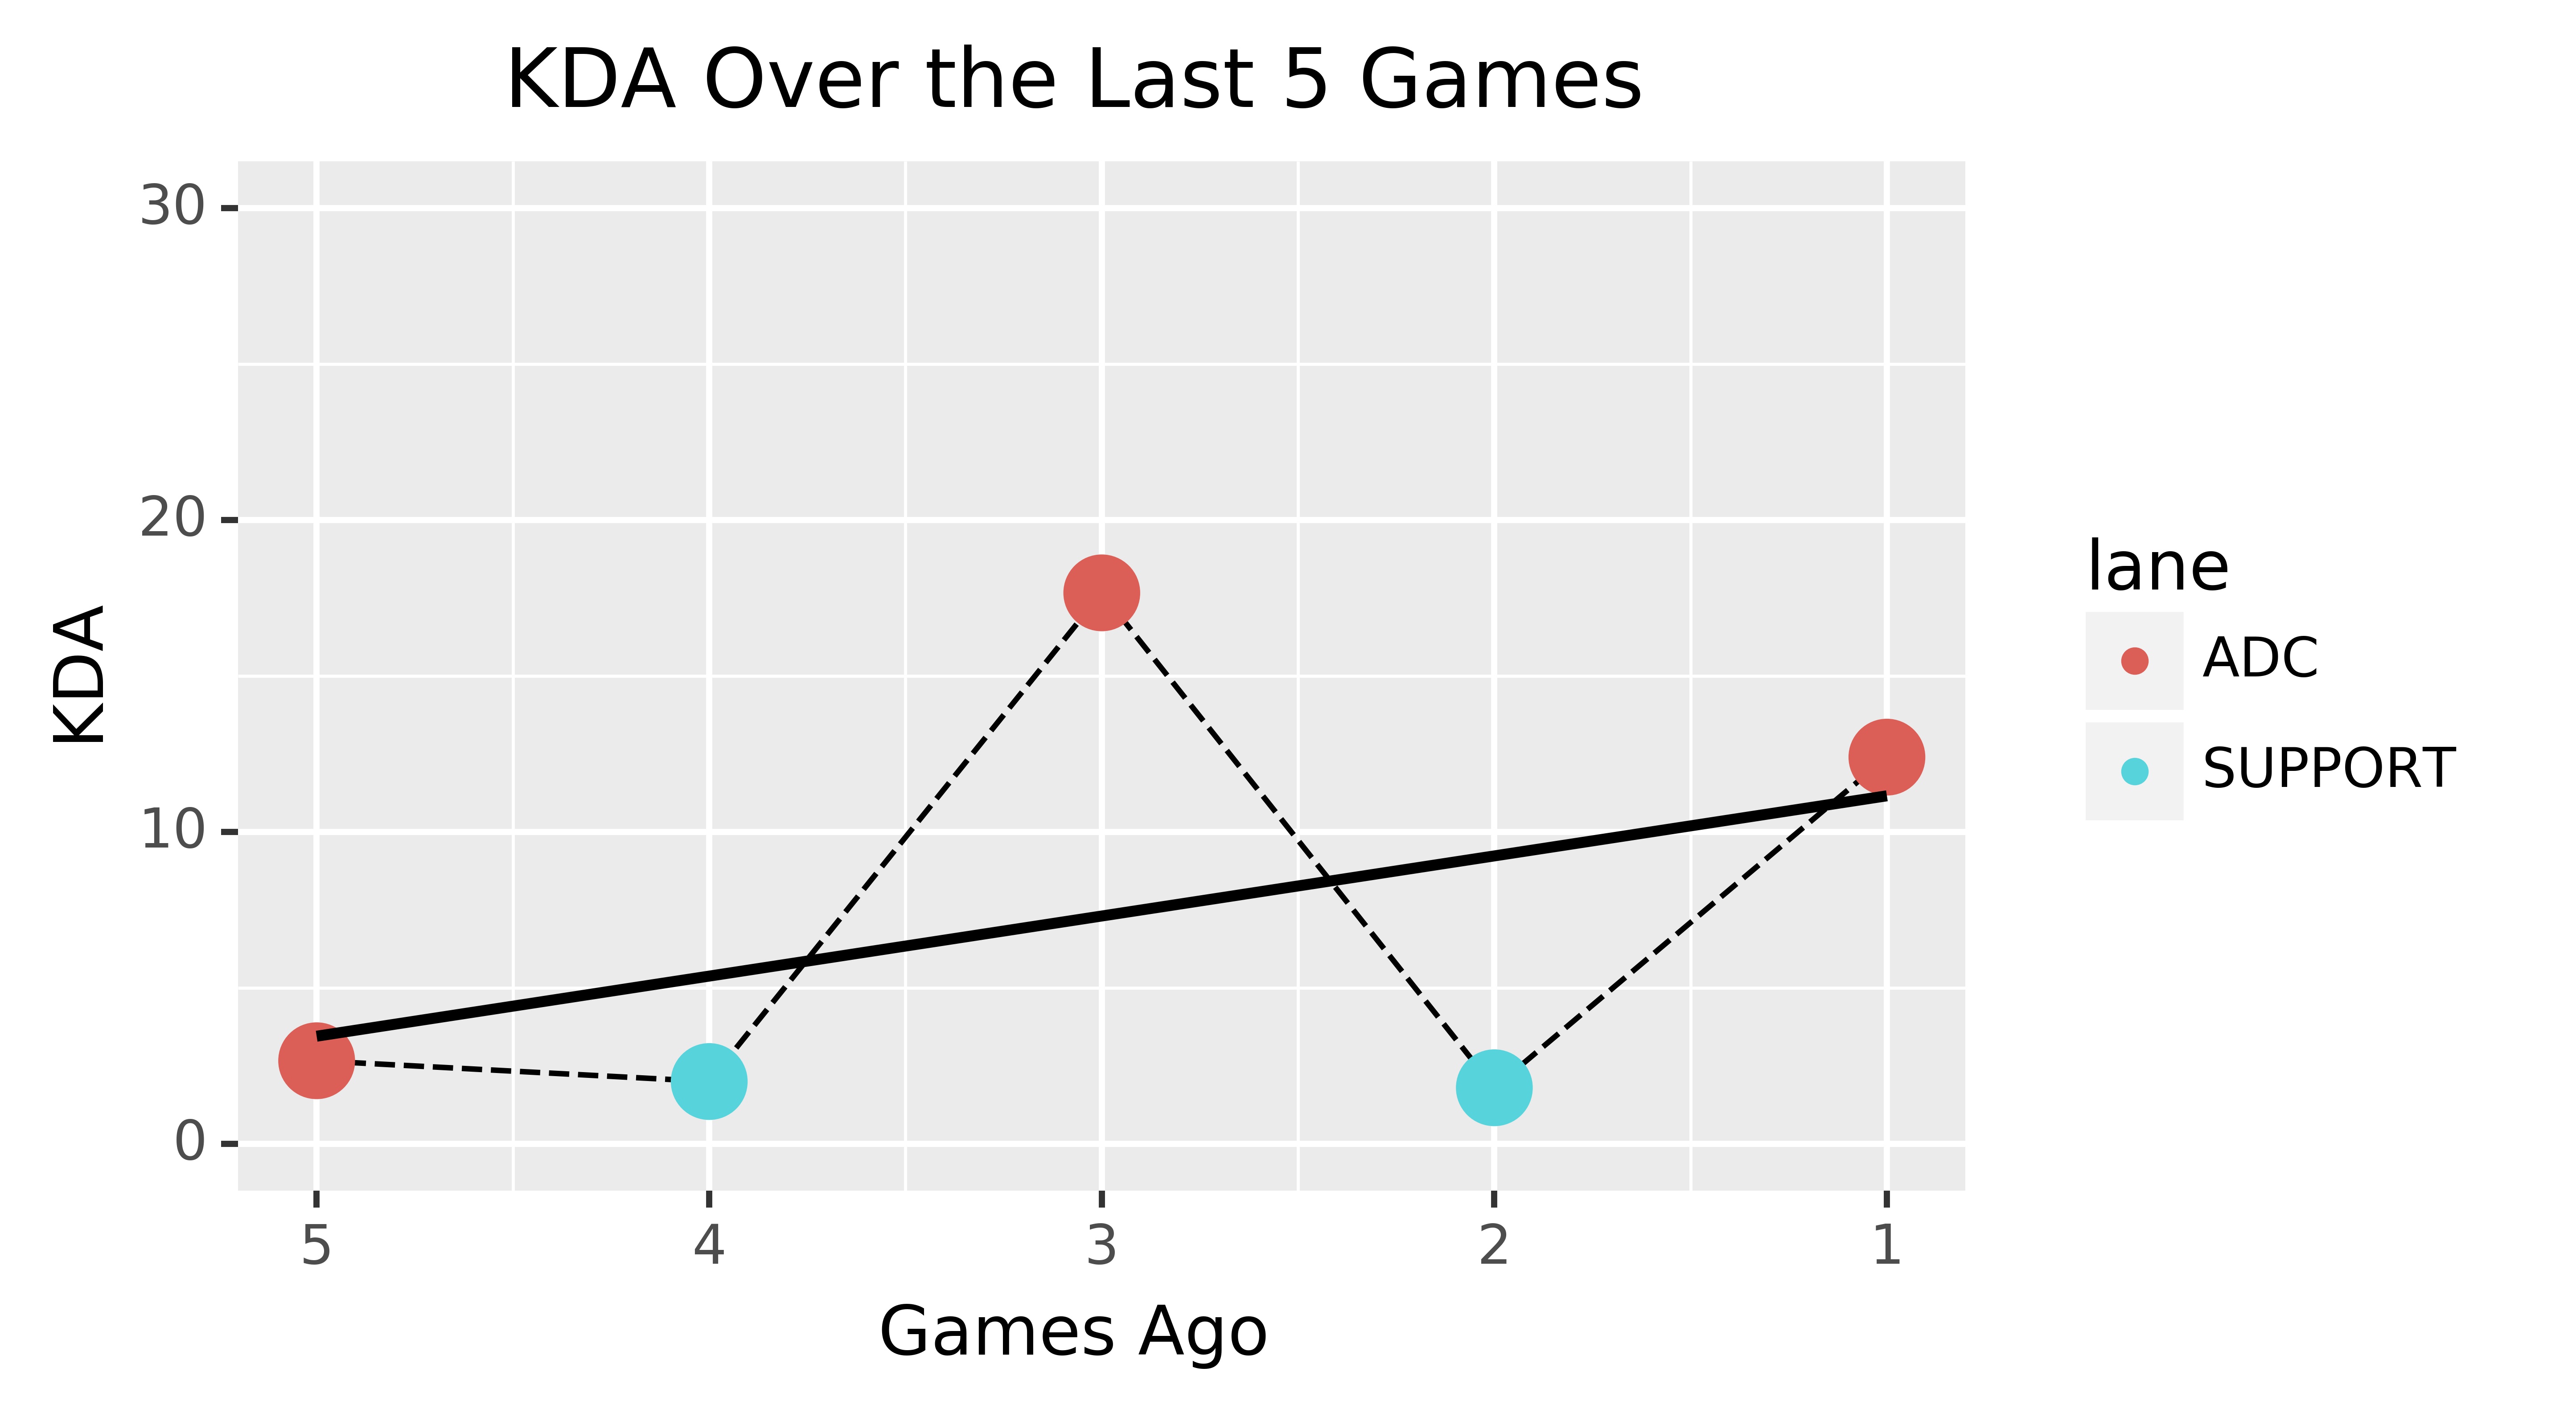 KDA Over the Last 5 Games
30
20
10
0
KDA
5 4 3 2 1
Games Ago
lane
ADC
SUPPORT